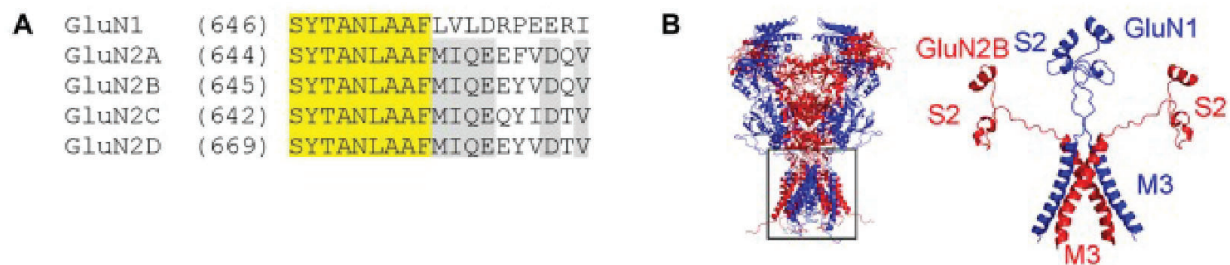 A
GluN1 (646) SYTANLAAFLVLDRPEERI
GluN2A (644) SYTANLAAFMIQEEFVDQV
GluN2B (645) SYTANLAAFMIQEEYVDQV
GluN2C (642) SYTANLAAFMIQEQYIDTV
GluN2D (669) SYTANLAAFMIQEEYVDTV
B
GluN2B
S2
GluN1
S2
S2
M3
M3